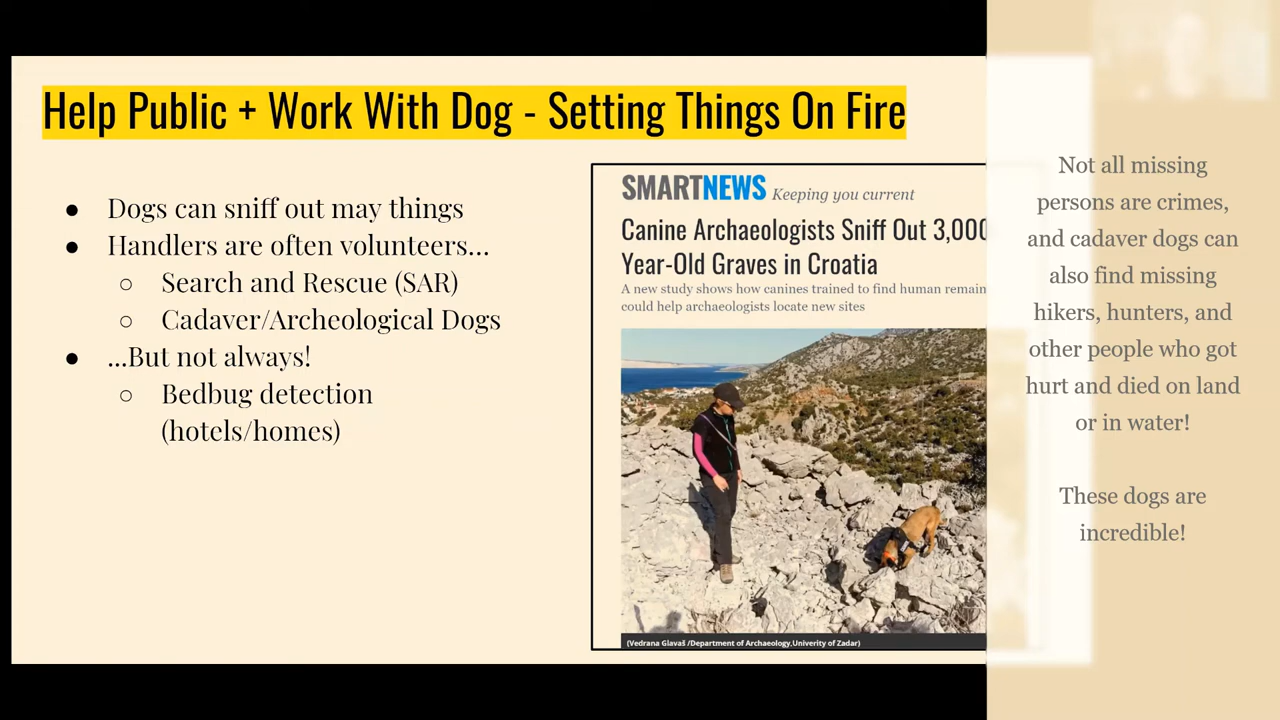 Help Public + Work With Dog - Setting Things On Fire
● Dogs can sniff out may things
● Handlers are often volunteers...
○ Search and Rescue (SAR)
○ Cadaver/Archeological Dogs
● ...But not always!
○ Bedbug detection
(hotels/homes)
SMARTNEWS Keeping you current
Canine Archaeologists Sniff Out 3,000
Year-Old Graves in Croatia
A new study shows how canines trained to find human remain
could help archaeologists locate new sites
(Vedrana Glavaš /Department of Archaeology,Univerity of Zadar)
Not all missing
persons are crimes,
and cadaver dogs can
also find missing
hikers, hunters, and
other people who got
hurt and died on land
or in water!
These dogs are
incredible!